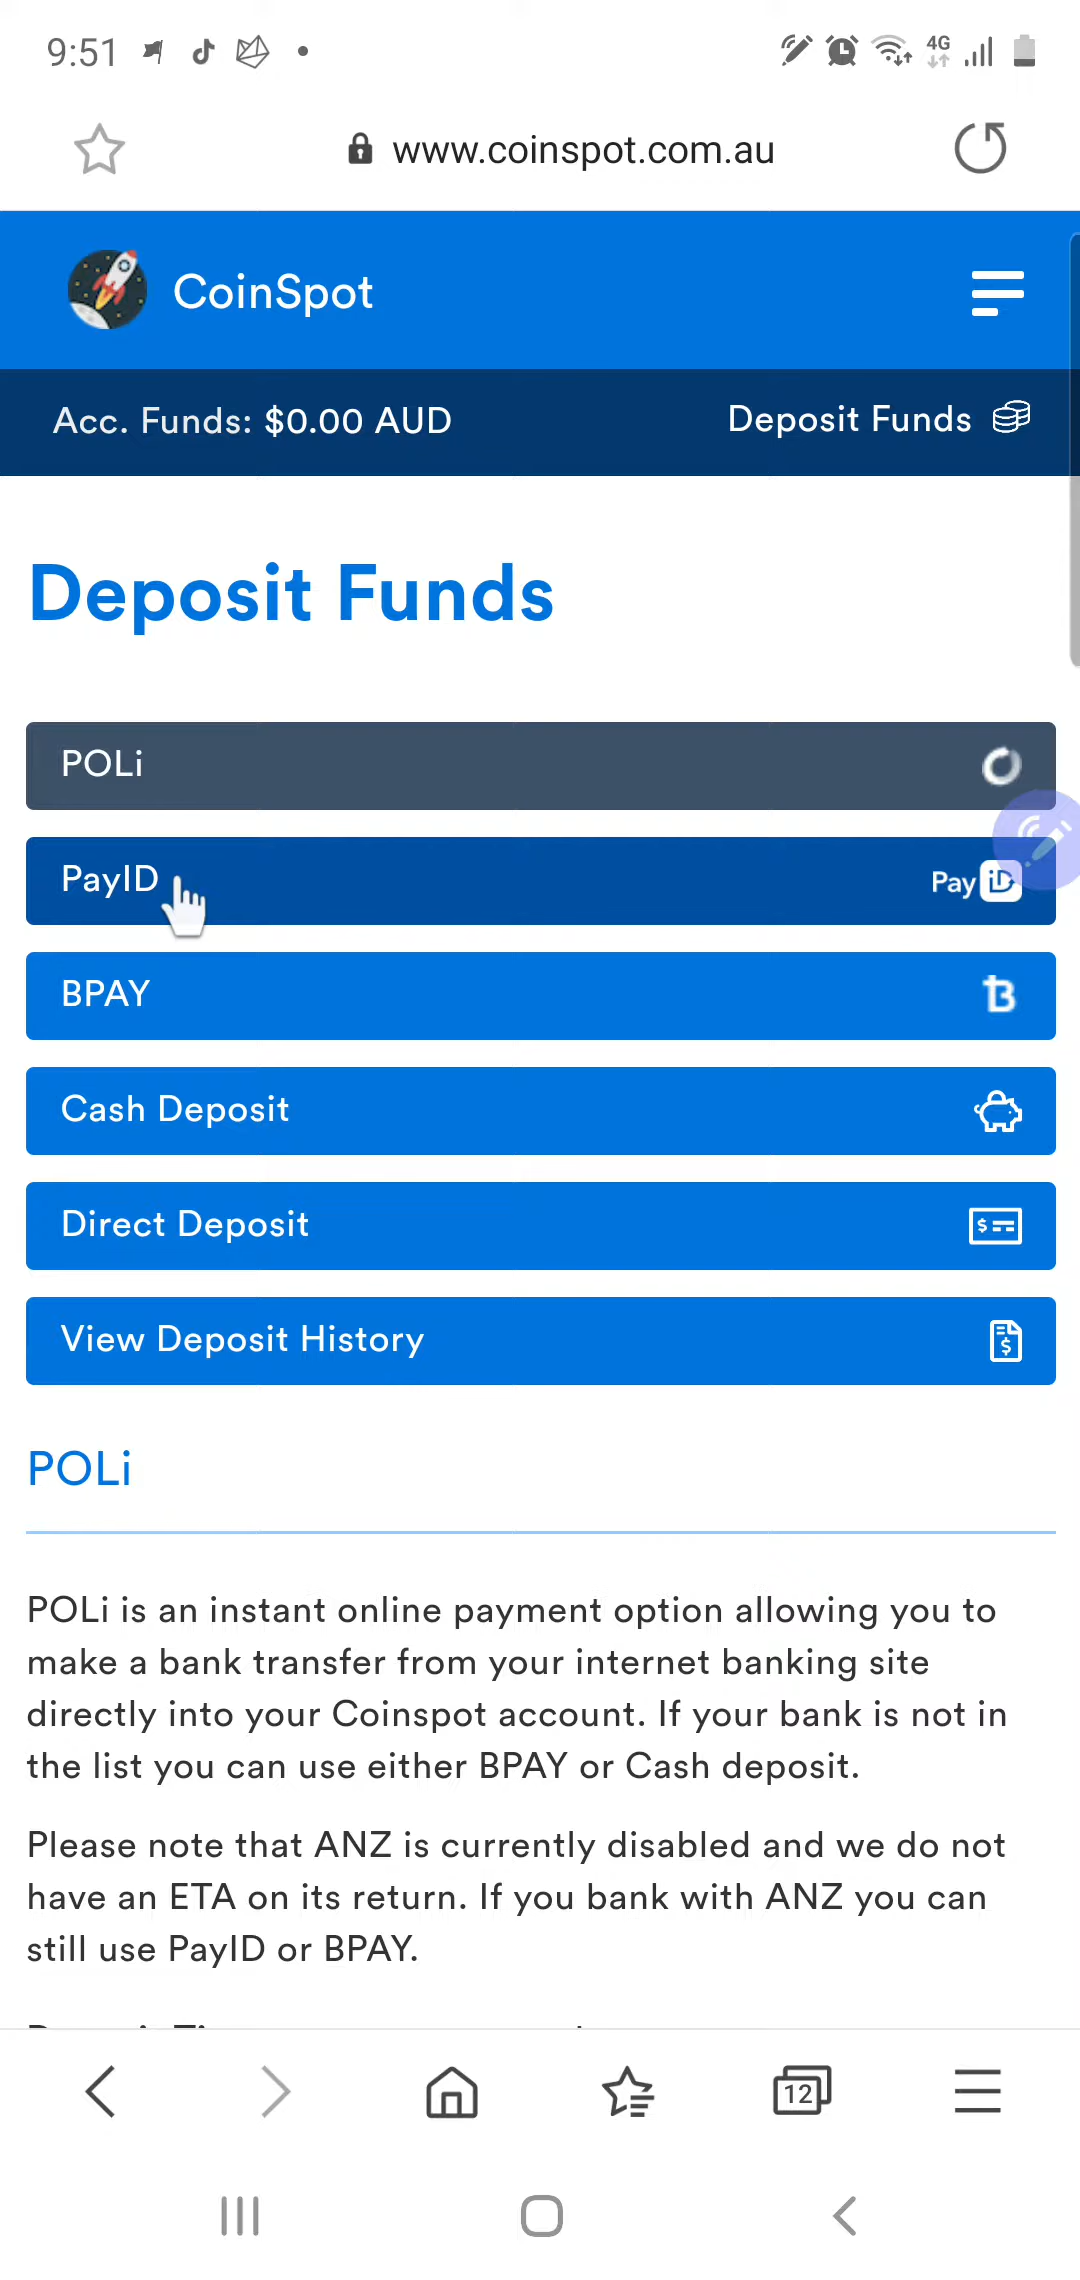 9:51
4G
www.coinspot.com.au
CoinSpot
Acc. Funds: $0.00 AUD
Deposit Funds
Deposit Funds
POLi
PayID
Pay iD
BPAY
Cash Deposit
Direct Deposit
View Deposit History
POLi
POLi is an instant online payment option allowing you to
make a bank transfer from your internet banking site
directly into your Coinspot account. If your bank is not in
the list you can use either BPAY or Cash deposit.
Please note that ANZ is currently disabled and we do not
have an ETA on its return. If you bank with ANZ you can
still use PayID or BPAY.
12